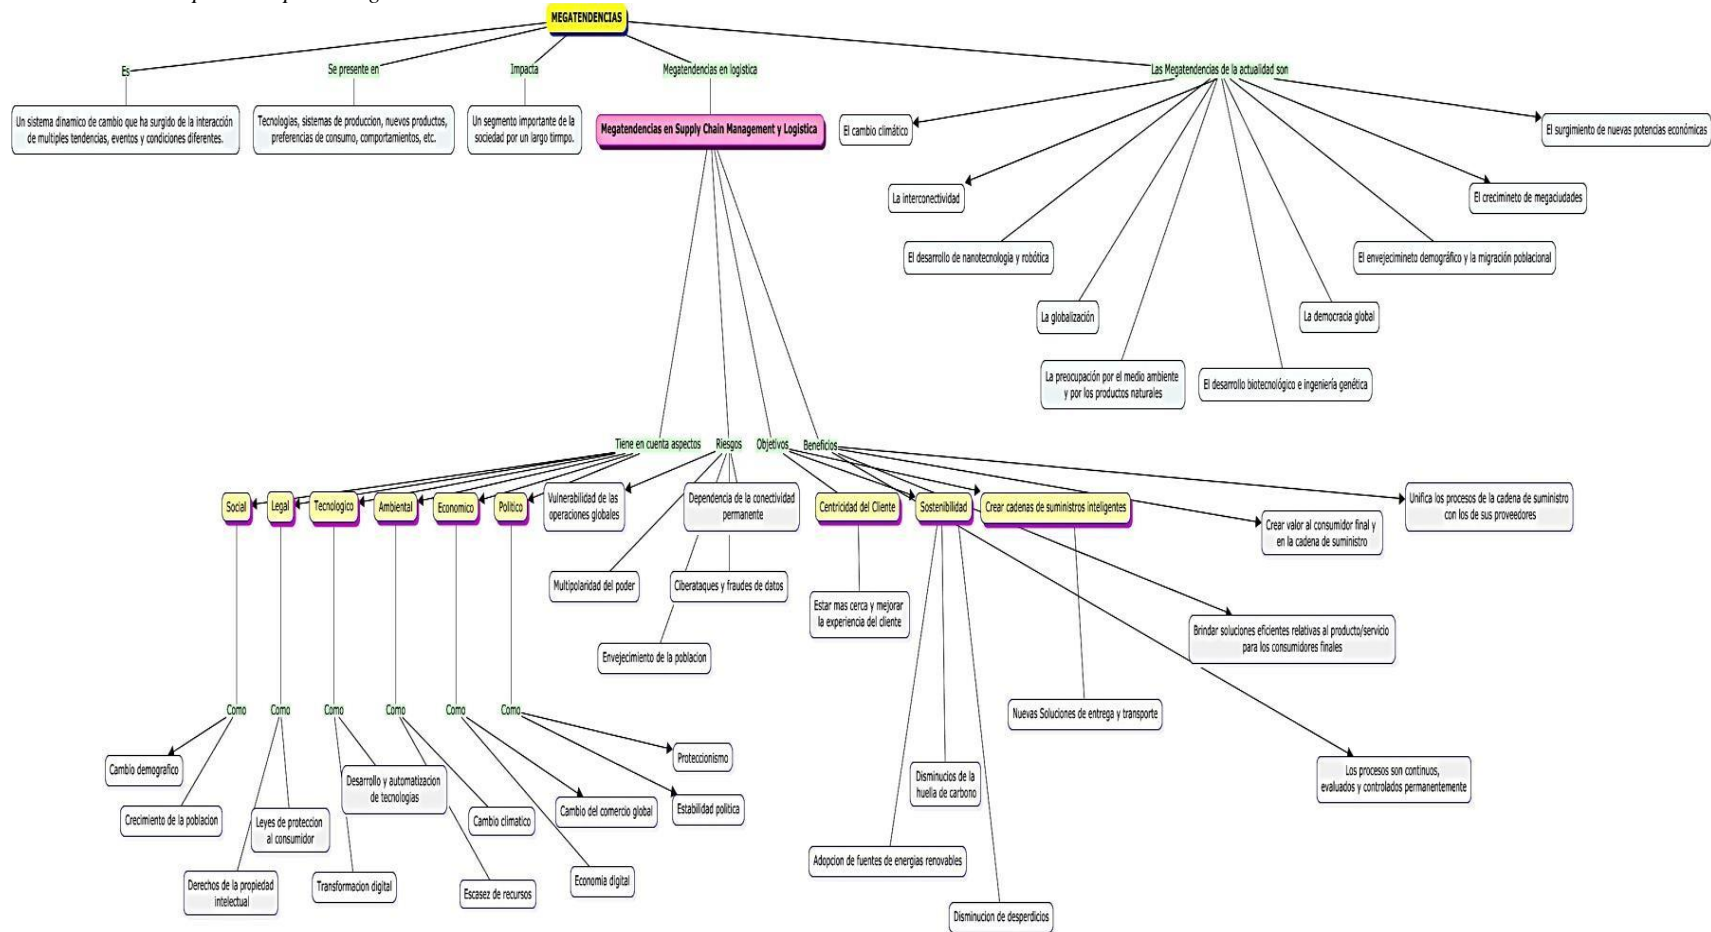 MEGATENDENCIAS
Es
Se presente en
Impacta
Megatendencias en logistica
Las Megatendencias de la actualidad son
Un sistema dinamico de cambio que ha surgido de la interacción
de multiples tendencias, eventos y condiciones diferentes.
Tecnologias, sistemas de produccion, nuevos productos,
preferencias de consumo, comportamientos, etc.
Un segmento importante de la
sociedad por un largo tirmpo.
Megatendencias en Supply Chain Management y Logistica
El cambio climático
El surgimiento de nuevas potencias económicas
La interconectividad
El crecimineto de megaciudades
El desarrollo de nanotecnologia y robótica
El envejecimineto demográfico y la migración poblacional
La globalización
La democracia global
La preocupación por el medio ambiente
y por los productos naturales
El desarrollo biotecnológico e ingeniería genética
Tiene en cuenta aspectos
Riesgos
Objetivos
Beneficios
Social
Legal
Tecnologico
Ambiental
Economico
Politico
Vulnerabilidad de las
operaciones globales
Dependencia de la conectividad
permanente
Centricidad del Cliente
Sostenibilidad
Crear cadenas de suministros inteligentes
Crear valor al consumidor final y
en la cadena de suministro
Unifica los procesos de la cadena de suministro
con los de sus proveedores
Multipolaridad del poder
Ciberataques y fraudes de datos
Estar mas cerca y mejorar
la experiencia del cliente
Brindar soluciones eficientes relativas al producto/servicio
para los consumidores finales
Envejecimiento de la poblacion
Nuevas Soluciones de entrega y transporte
Como
Como
Como
Como
Como
Como
Cambio demografico
Crecimiento de la poblacion
Derechos de la propiedad
intelectual
Leyes de proteccion
al consumidor
Desarrollo y automatizacion
de tecnologias
Transformacion digital
Cambio climatico
Escasez de recursos
Cambio del comercio global
Economia digital
Proteccionismo
Estabilidad politica
Disminucios de la
huella de carbono
Adopcion de fuentes de energias renovables
Disminucion de desperdicios
Los procesos son continuos,
evaluados y controlados permanentemente